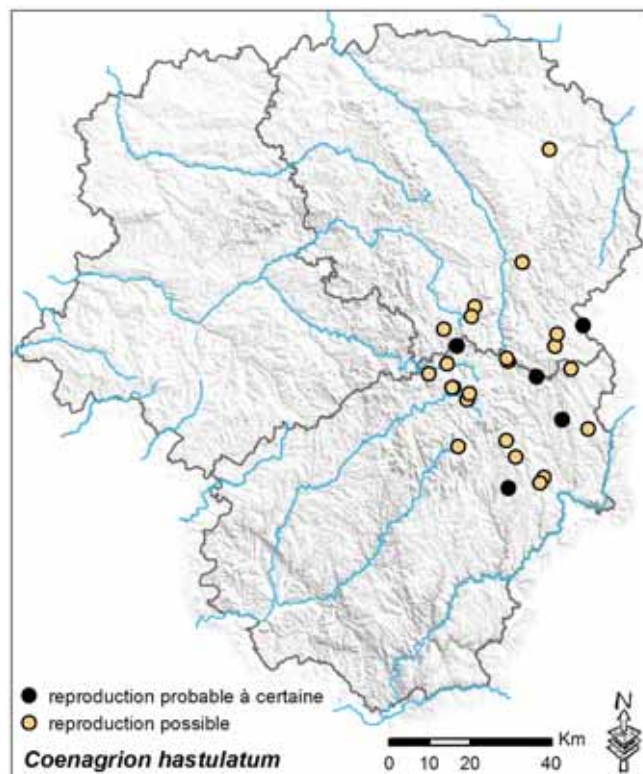 reproduction probable à certaine
reproduction possible
Coenagrion hastulatum
N
Km
0 10 20 40